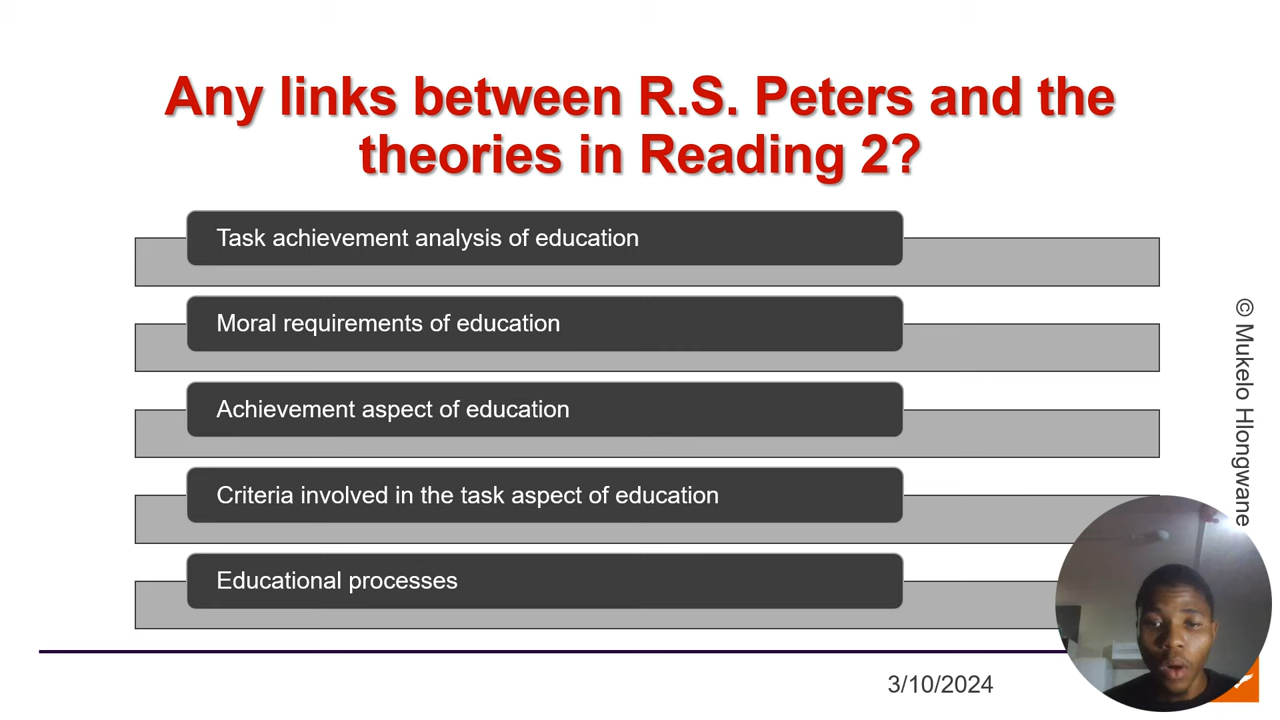 Any links between R.S. Peters and the
theories in Reading 2?
Task achievement analysis of education
Moral requirements of education
Achievement aspect of education
Criteria involved in the task aspect of education
Educational processes
© Mukelo Hlongwane
3/10/2024